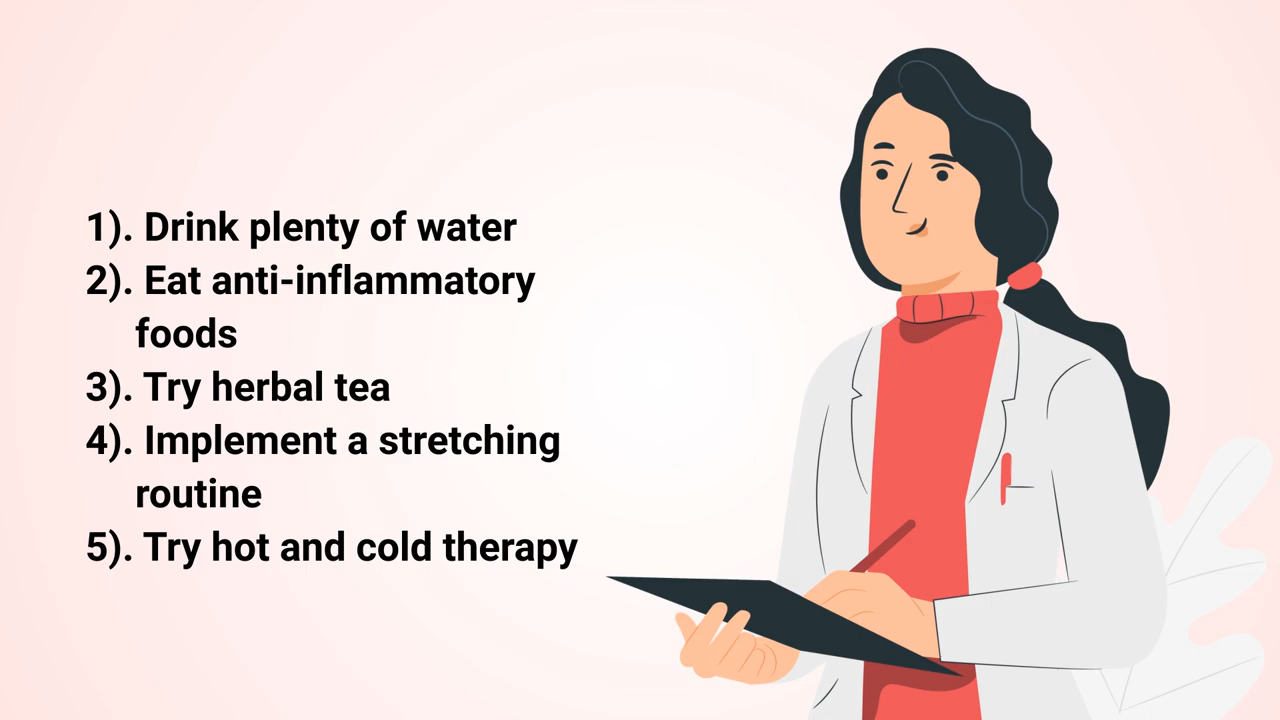 1). Drink plenty of water
2). Eat anti-inflammatory
foods
3). Try herbal tea
4). Implement a stretching
routine
5). Try hot and cold therapy